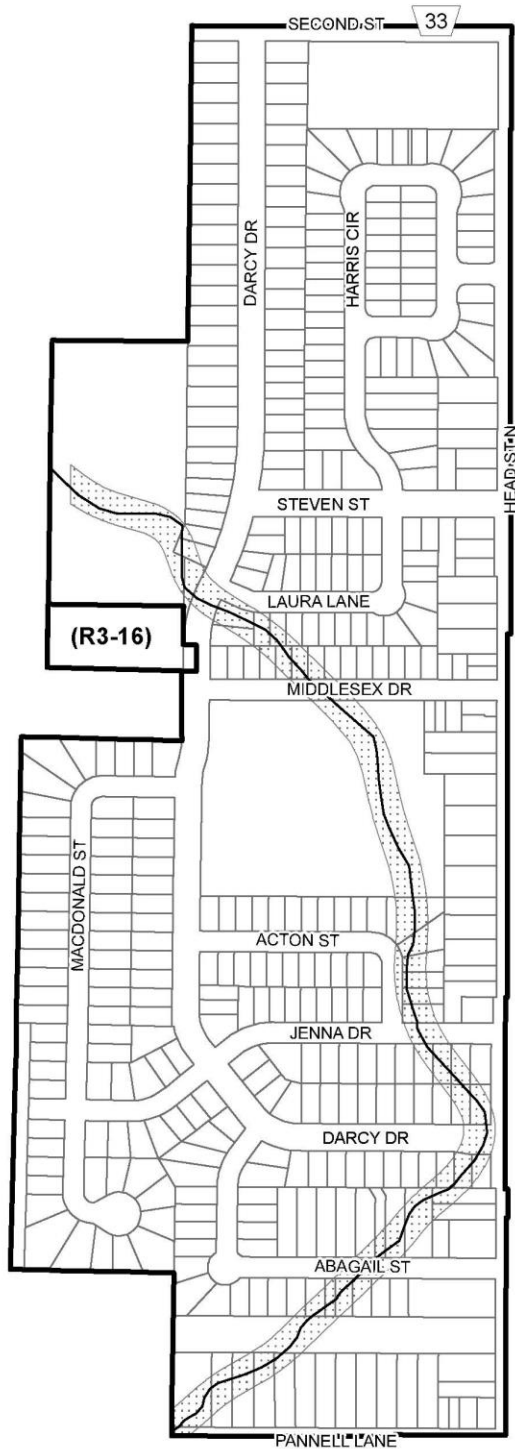 SECOND ST
33
DARCY DR
HARRIS CIR
HEAD ST N
STEVEN ST
LAURA LANE
(R3-16)
MIDDLESEX DR
MACDONALD ST
ACTON ST
JENNA DR
DARCY DR
ABAGAIL ST
PANNELL LANE